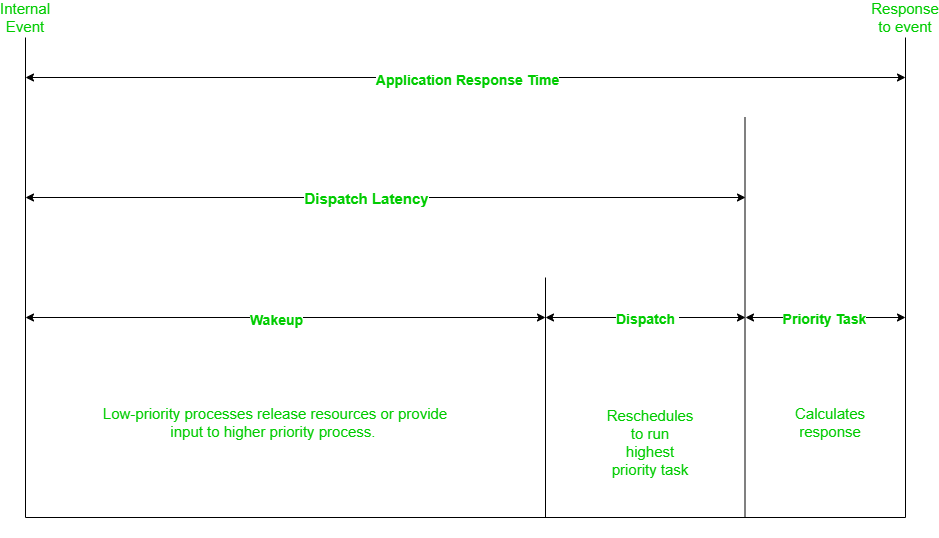 Internal
Event
Response
to event
Application Response Time
Dispatch Latency
Wakeup
Dispatch
Priority Task
Low-priority processes release resources or provide
input to higher priority process.
Reschedules
to run
highest
priority task
Calculates
response